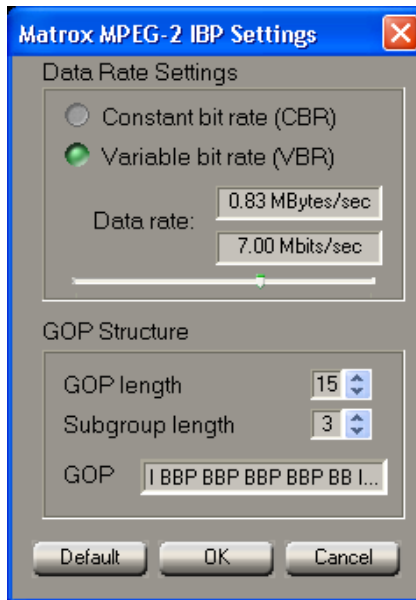 Matrox MPEG-2 IBP Settings
Data Rate Settings
Constant bit rate (CBR)
Variable bit rate (VBR)
Data rate:
0.83 MBytes/sec
7.00 Mbits/sec
GOP Structure
GOP length 15
Subgroup length 3
GOP I BBP BBP BBP BBP BB I...
Default OK Cancel